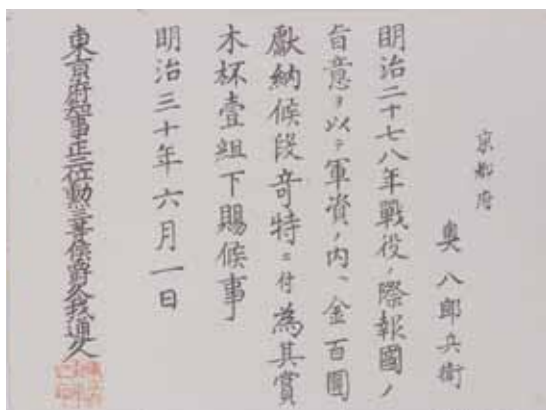 京都府
奥八郎兵衛
明治二十七八年戰役ノ際報國ノ
旨意ヲ以テ軍資ノ内ヘ金百圓
獻納候段奇特ニ付為其賞
木杯壹組下賜候事
明治三十年六月一日
東京府知事正三位勳三等侯爵久我通久